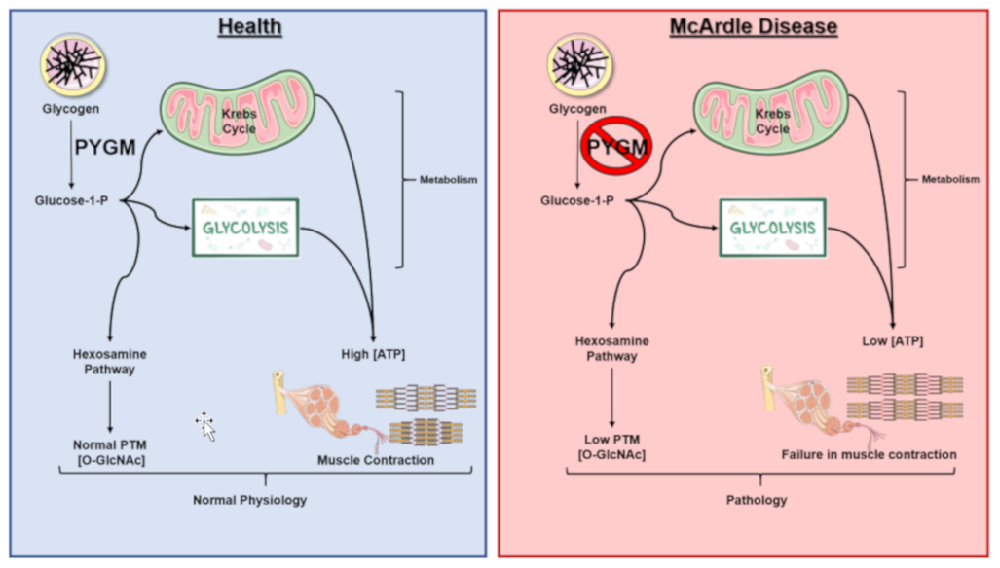 Health
Glycogen
PYGM
Glucose-1-P
Krebs
Cycle
GLYCOLYSIS
Metabolism
Hexosamine
Pathway
High [ATP]
Normal PTM
[O-GlcNAc]
Muscle Contraction
Normal Physiology
McArdle Disease
Glycogen
PYGM
Glucose-1-P
Krebs
Cycle
GLYCOLYSIS
Metabolism
Hexosamine
Pathway
Low [ATP]
Low PTM
[O-GlcNAc]
Failure in muscle contraction
Pathology